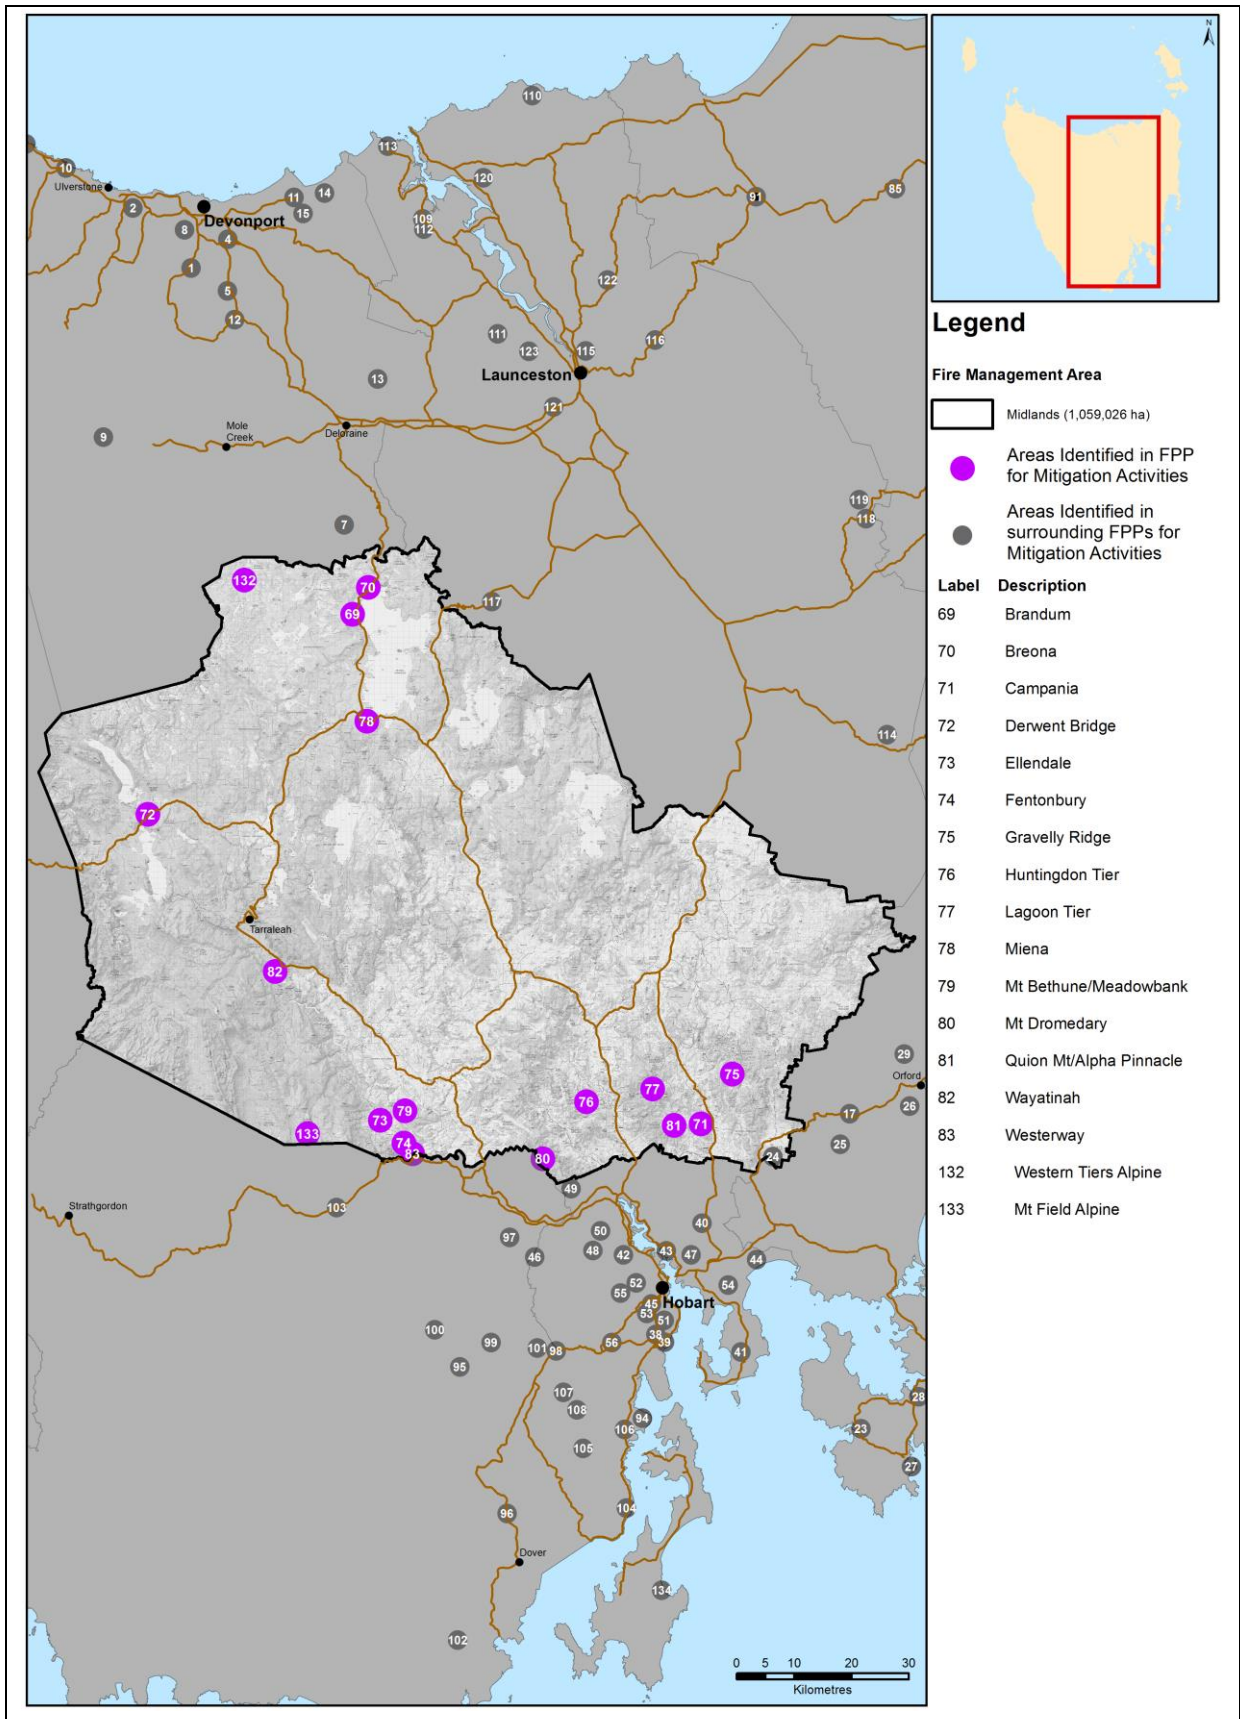 110
113
10
Ulverstone
120
11
14
85
91
2
Devonport
15
109
112
8
4
1
122
5
12
111
116
123
115
Launceston
13
121
Mole
Creek
Deloraine
9
119
118
7
132
70
117
69
78
114
72
Tarraleah
82
29
75
Orford
77
76
26
79
17
73
81
71
133
74
25
83
80
24
49
103
Strathgordon
40
50
97
48
42
43
47
46
44
52
54
55
Hobart
45
53
51
100
38
99
56
39
101
98
41
95
107
28
108
94
106
23
105
27
104
96
Dover
134
102
0 5 10 20 30
Kilometres
N
Legend
Fire Management Area
Midlands (1,059,026 ha)
Areas Identified in FPP
for Mitigation Activities
Areas Identified in
surrounding FPPs for
Mitigation Activities
Label Description
69 Brandum
70 Breona
71 Campania
72 Derwent Bridge
73 Ellendale
74 Fentonbury
75 Gravelly Ridge
76 Huntingdon Tier
77 Lagoon Tier
78 Miena
79 Mt Bethune/Meadowbank
80 Mt Dromedary
81 Quion Mt/Alpha Pinnacle
82 Wayatinah
83 Westerway
132 Western Tiers Alpine
133 Mt Field Alpine